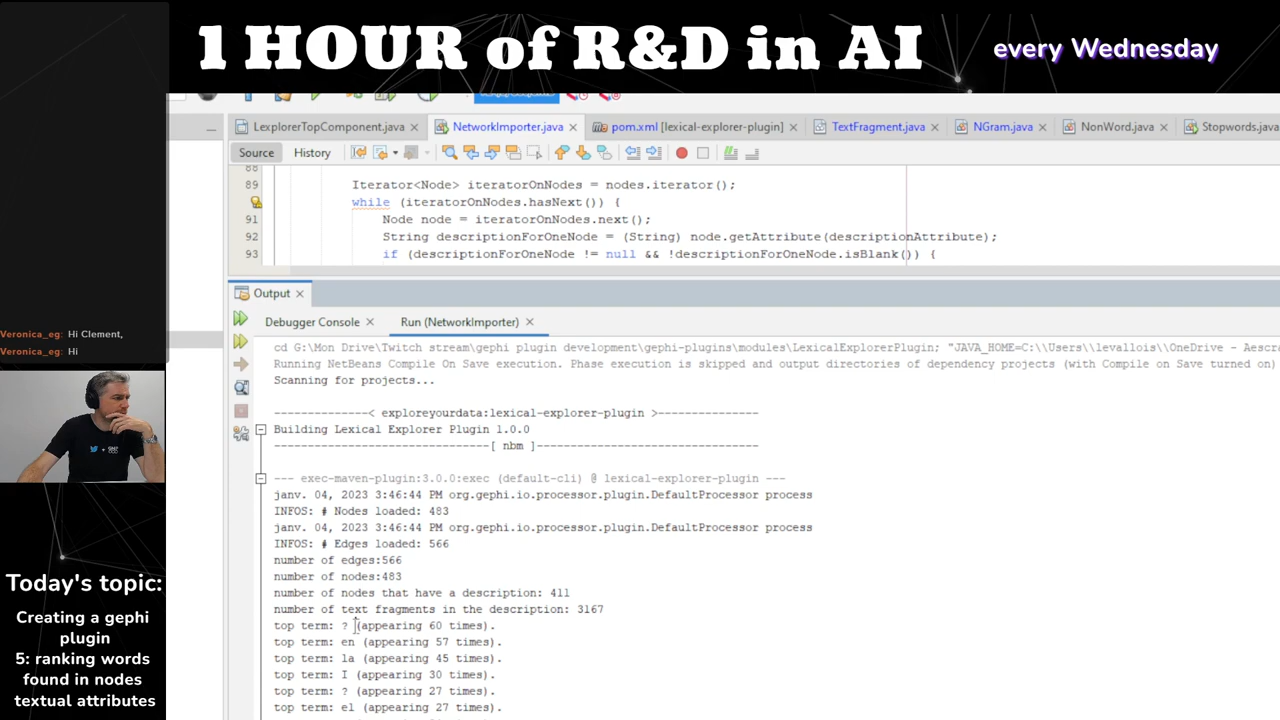 1 HOUR of R&D in AI
every Wednesday
LexplorerTopComponent.java
NetworkImporter.java
pom.xml [lexical-explorer-plugin]
TextFragment.java
NGram.java
NonWord.java
Stopwords.java
Source
History
88
89 Iterator<Node> iteratorOnNodes = nodes.iterator();
while (iteratorOnNodes.hasNext()) {
91 Node node = iteratorOnNodes.next();
92 String descriptionForOneNode = (String) node.getAttribute(descriptionAttribute);
93 if (descriptionForOneNode != null && !descriptionForOneNode.isBlank()) {
Output
Debugger Console
Run (NetworkImporter)
cd G:\Mon Drive\Twitch stream\gephi plugin development\gephi-plugins\modules\LexicalExplorerPlugin; "JAVA_HOME=C:\\Users\\levallois\\OneDrive - Aescra
Running NetBeans Compile On Save execution. Phase execution is skipped and output directories of dependency projects (with Compile on Save turned on)
Scanning for projects...
--------------< exploreyourdata:lexical-explorer-plugin >---------------
Building Lexical Explorer Plugin 1.0.0
--------------------------------[ nbm ]---------------------------------
--- exec-maven-plugin:3.0.0:exec (default-cli) @ lexical-explorer-plugin ---
janv. 04, 2023 3:46:44 PM org.gephi.io.processor.plugin.DefaultProcessor process
INFOS: # Nodes loaded: 483
janv. 04, 2023 3:46:44 PM org.gephi.io.processor.plugin.DefaultProcessor process
INFOS: # Edges loaded: 566
number of edges:566
number of nodes:483
number of nodes that have a description: 411
number of text fragments in the description: 3167
top term: ? (appearing 60 times).
top term: en (appearing 57 times).
top term: la (appearing 45 times).
top term: I (appearing 30 times).
top term: ? (appearing 27 times).
top term: el (appearing 27 times).
Veronica_eg: Hi Clement,
Veronica_eg: Hi
Today's topic:
Creating a gephi
plugin
5: ranking words
found in nodes
textual attributes